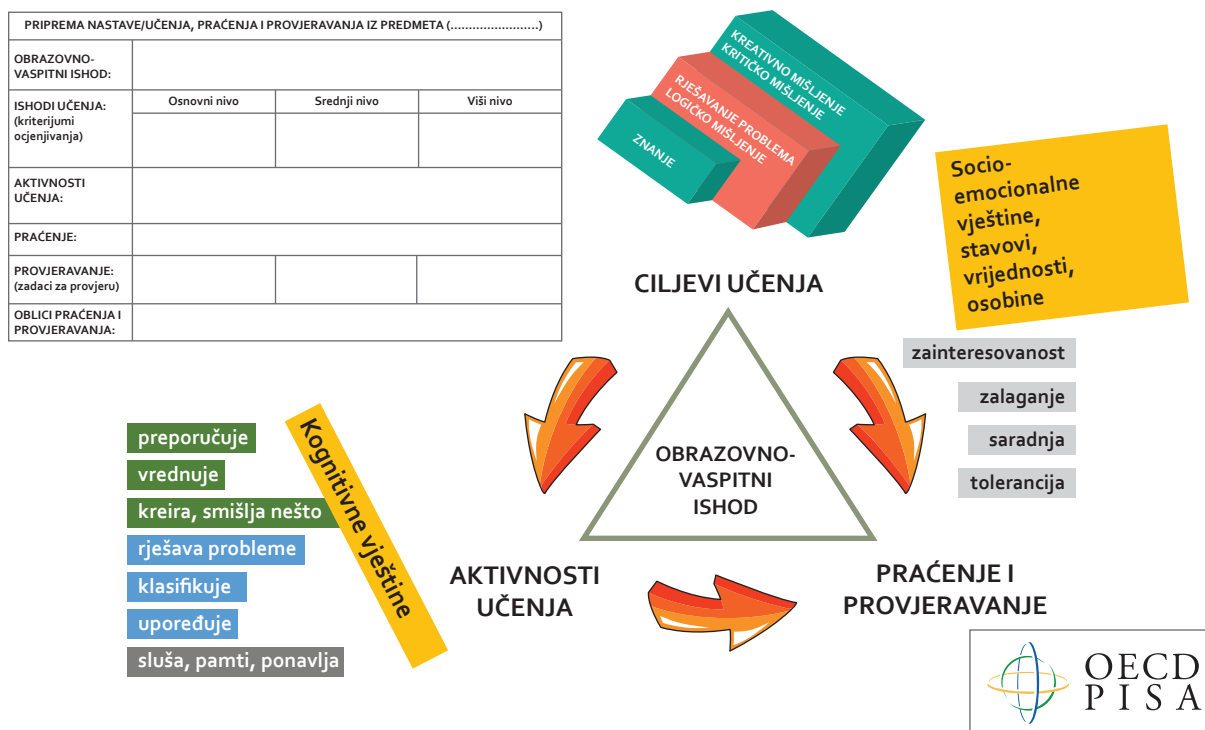 PRIPREMA NASTAVE/UČENJA, PRAĆENJA I PROVJERAVANJA IZ PREDMETA (........................)
OBRAZOVNO-
VASPITNI ISHOD:
ISHODI UČENJA:
(kriterijumi
ocjenjivanja)
Osnovni nivo
Srednji nivo
Viši nivo
AKTIVNOSTI
UČENJA:
PRAĆENJE:
PROVJERAVANJE:
(zadaci za provjeru)
OBLICI PRAĆENJA I
PROVJERAVANJA:
KREATIVNO MIŠLJENJE
KRITIČKO MIŠLJENJE
RJEŠAVANJE PROBLEMA
LOGIČKO MIŠLJENJE
ZNANJE
Socio-
emocionalne
vještine,
stavovi,
vrijednosti,
osobine
CILJEVI UČENJA
zainteresovanost
zalaganje
saradnja
tolerancija
OBRAZOVNO-
VASPITNI
ISHOD
Kognitivne vještine
preporučuje
vrednuje
kreira, smišlja nešto
rješava probleme
klasifikuje
upoređuje
sluša, pamti, ponavlja
AKTIVNOSTI
UČENJA
PRAĆENJE I
PROVJERAVANJE
OECD
PISA